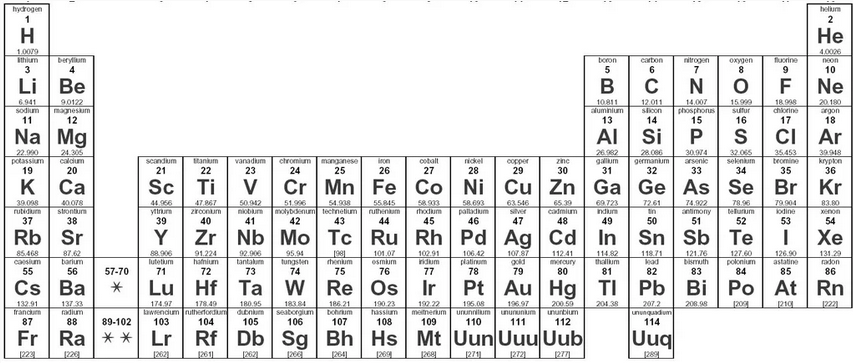 hydrogen helium
1 2
H He
1.0079 4.0026
lithium beryllium boron carbon nitrogen oxygen fluorine neon
3 4 5 6 7 8 9 10
Li Be B C N O F Ne
6.941 9.0122 10.811 12.011 14.007 15.999 18.998 20.180
sodium magnesium aluminium silicon phosphorus sulfur chlorine argon
11 12 13 14 15 16 17 18
Na Mg Al Si P S Cl Ar
22.990 24.305 26.982 28.086 30.974 32.065 35.453 39.948
potassium calcium scandium titanium vanadium chromium manganese iron cobalt nickel copper zinc gallium germanium arsenic selenium bromine krypton
19 20 21 22 23 24 25 26 27 28 29 30 31 32 33 34 35 36
K Ca Sc Ti V Cr Mn Fe Co Ni Cu Zn Ga Ge As Se Br Kr
39.098 40.078 44.956 47.867 50.942 51.996 54.938 55.845 58.933 58.693 63.546 65.39 69.723 72.61 74.922 78.96 79.904 83.80
rubidium strontium yttrium zirconium niobium molybdenum technetium ruthenium rhodium palladium silver cadmium indium tin antimony tellurium iodine xenon
37 38 39 40 41 42 43 44 45 46 47 48 49 50 51 52 53 54
Rb Sr Y Zr Nb Mo Tc Ru Rh Pd Ag Cd In Sn Sb Te I Xe
85.468 87.62 88.906 91.224 92.906 95.94 [98] 101.07 102.91 106.42 107.87 112.41 114.82 118.71 121.76 127.60 126.90 131.29
caesium barium lutetium hafnium tantalum tungsten rhenium osmium iridium platinum gold mercury thallium lead bismuth polonium astatine radon
55 56 57-70 71 72 73 74 75 76 77 78 79 80 81 82 83 84 85 86
Cs Ba * Lu Hf Ta W Re Os Ir Pt Au Hg Tl Pb Bi Po At Rn
132.91 137.33 174.97 178.49 180.95 183.84 186.21 190.23 192.22 195.08 196.97 200.59 204.38 207.2 208.98 [209] [210] [222]
francium radium lawrencium rutherfordium dubnium seaborgium bohrium hassium meitnerium ununnilium unununium ununbium ununquadium
87 88 89-102 103 104 105 106 107 108 109 110 111 112 114
Fr Ra * * Lr Rf Db Sg Bh Hs Mt Uun Uuu Uub Uuq
[223] [226] [262] [261] [262] [266] [264] [269] [268] [271] [272] [277] [289]